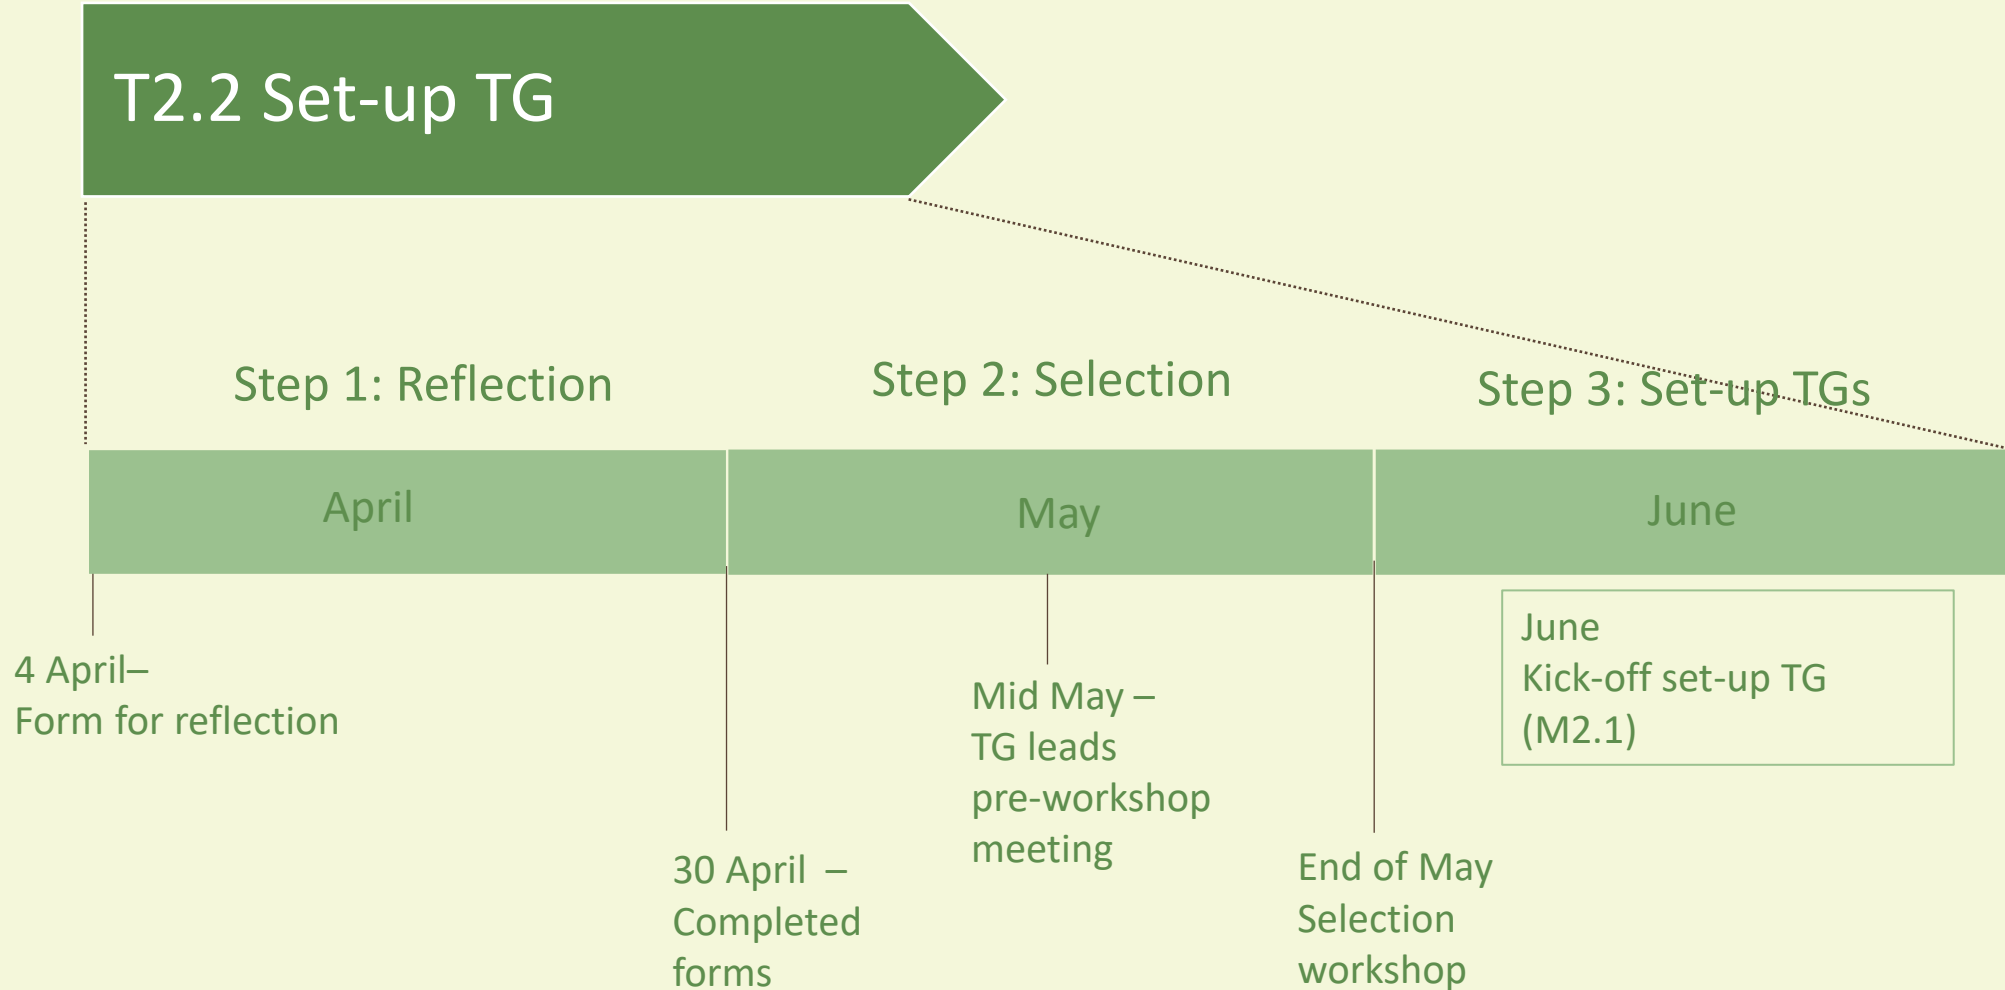 T2.2 Set-up TG
Step 1: Reflection
Step 2: Selection
Step 3: Set-up TGs
April
May
June
4 April–
Form for reflection
30 April –
Completed
forms
Mid May –
TG leads
pre-workshop
meeting
End of May
Selection
workshop
June
Kick-off set-up TG
(M2.1)